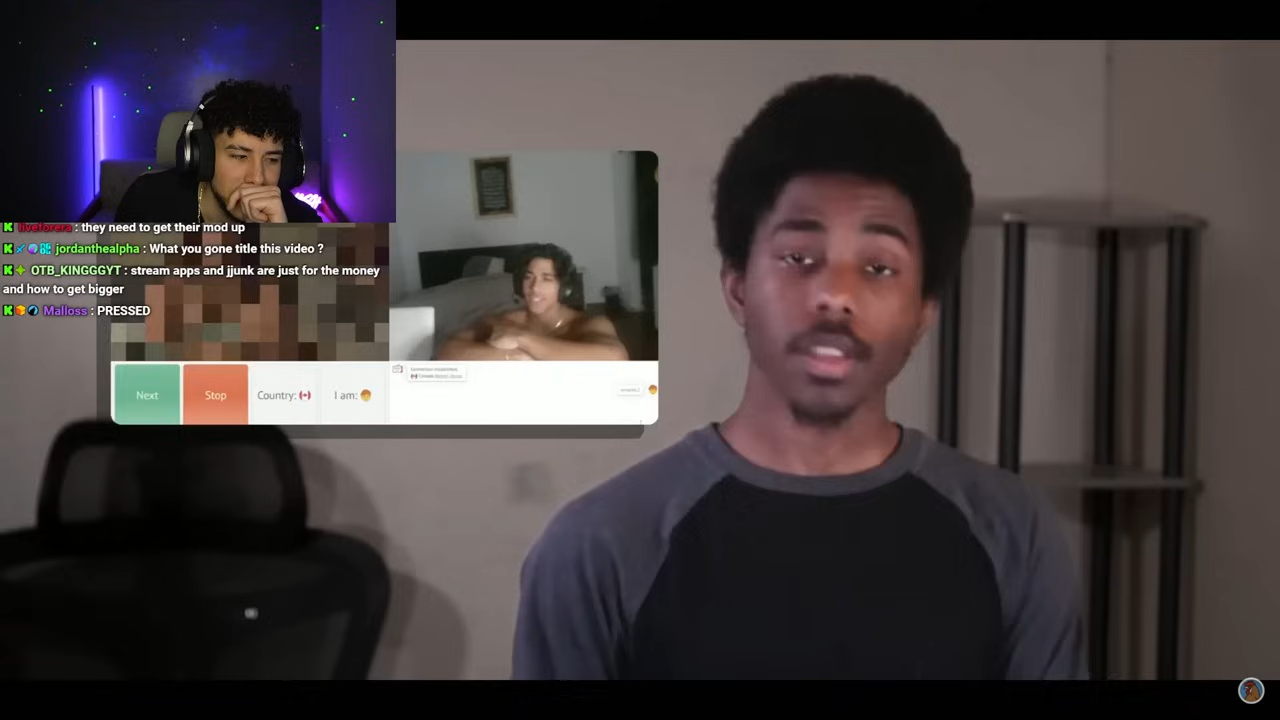 liveforera : they need to get their mod up
jordanthealpha : What you gone title this video ?
OTB_KINGGGYT : stream apps and jjunk are just for the money
and how to get bigger
Malloss : PRESSED
Next
Stop
Country:
I am: